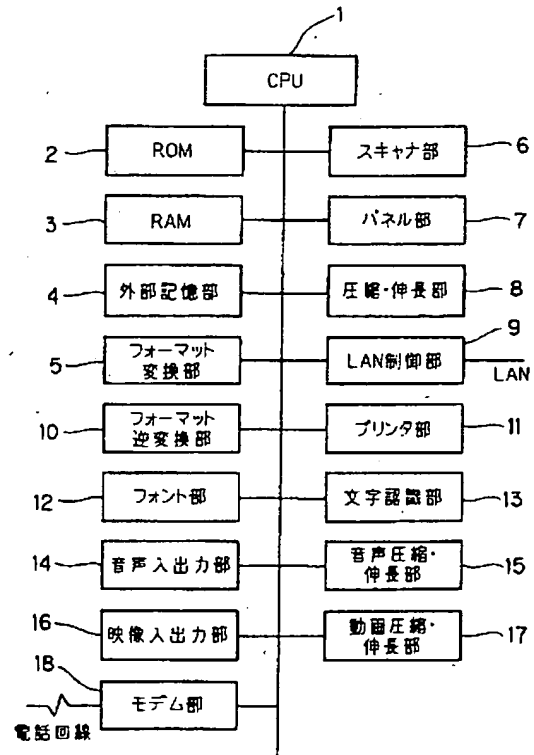 1
CPU
2
ROM
スキャナ部
6
3
RAM
パネル部
7
4
外部記憶部
圧縮・伸長部
8
5
フォーマット
変換部
LAN制御部
9
LAN
10
フォーマット
逆変換部
プリンタ部
11
12
フォント部
文字認識部
13
14
音声入出力部
音声圧縮・
伸長部
15
16
映像入出力部
動画圧縮・
伸長部
17
18
モデム部
電話回線